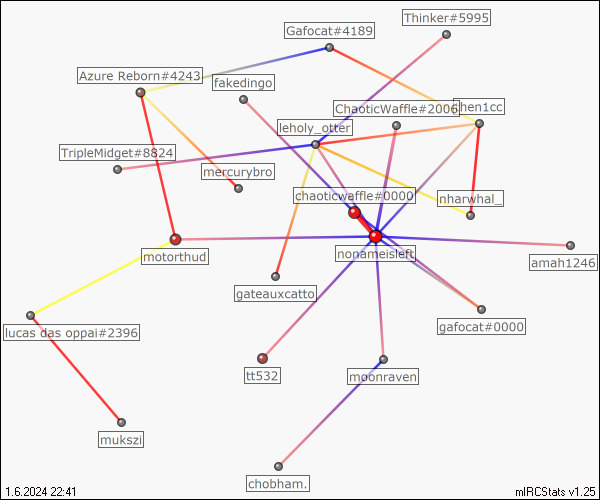 Thinker#5995
Gafocat#4189
Azure Reborn#4243
fakedingo
ChaoticWaffle#2006
hen1cc
leholy_otter
TripleMidget#8824
mercurybro
chaoticwaffle#0000
nharwhal_
motorthud
nonameisleft
amah1246
gateauxcatto
gafocat#0000
lucas das oppai#2396
tt532
moonraven
mukszi
chobham.
1.6.2024 22:41
mIRCStats v1.25